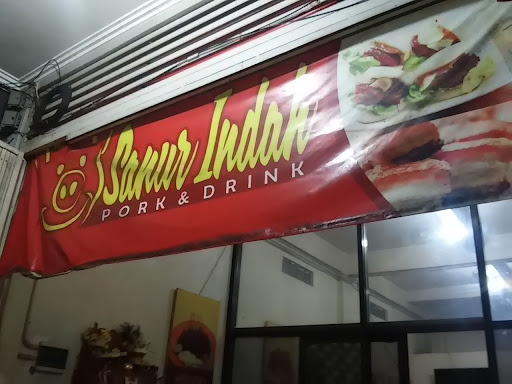 Sanur Indah
PORK & DRINK